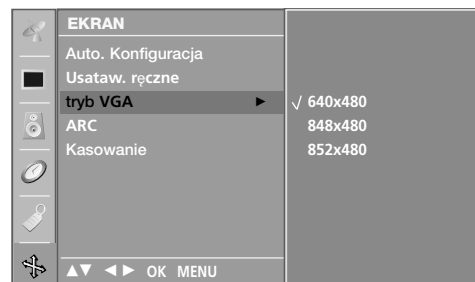 EKRAN
Auto. Konfiguracja
Usataw. ręczne
tryb VGA ►
ARC
Kasowanie
√ 640x480
848x480
852x480
▲▼ ◄► OK MENU